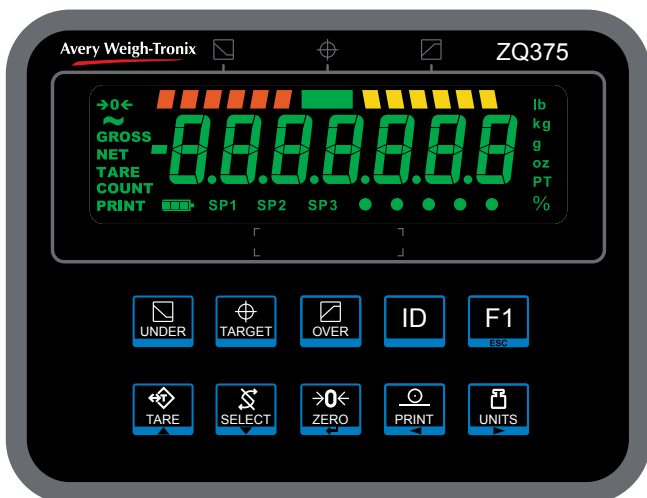 Avery Weigh-Tronix
ZQ375
→0←
~
GROSS
NET
TARE
COUNT
PRINT
-8.8.8.8.8.8.8
SP1 SP2 SP3
lb
kg
g
oz
PT
%
UNDER
TARGET
OVER
ID
F1
ESC
T
TARE
SELECT
→0←
ZERO
PRINT
UNITS